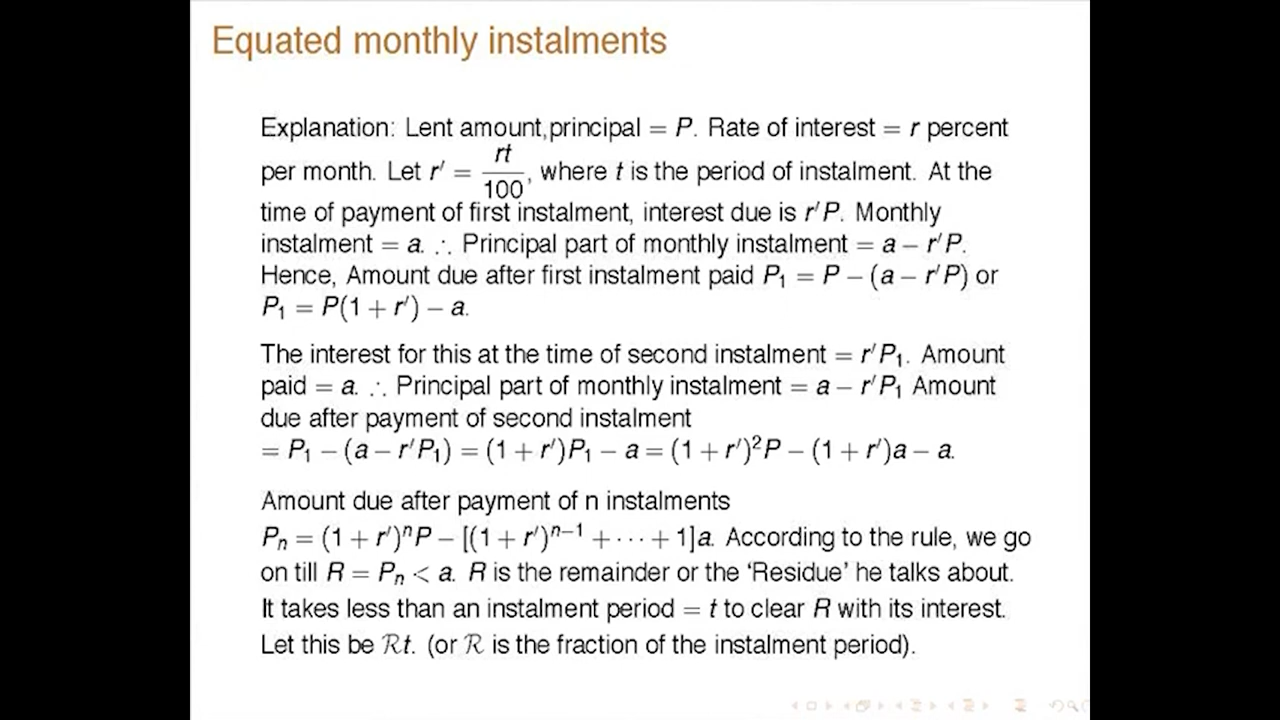 Equated monthly instalments
Explanation: Lent amount,principal = P. Rate of interest = r percent
per month. Let r′ = rt/100, where t is the period of instalment. At the
time of payment of first instalment, interest due is r′P. Monthly
instalment = a. ∴ Principal part of monthly instalment = a − r′P.
Hence, Amount due after first instalment paid P₁ = P − (a − r′P) or
P₁ = P(1 + r′) − a.
The interest for this at the time of second instalment = r′P₁. Amount
paid = a. ∴ Principal part of monthly instalment = a − r′P₁ Amount
due after payment of second instalment
= P₁ − (a − r′P₁) = (1 + r′)P₁ − a = (1 + r′)²P − (1 + r′)a − a.
Amount due after payment of n instalments
Pₙ = (1 + r′)ⁿP − [(1 + r′)ⁿ⁻¹ + ··· + 1]a. According to the rule, we go
on till R = Pₙ < a. R is the remainder or the ‘Residue’ he talks about.
It takes less than an instalment period = t to clear R with its interest.
Let this be ℛt. (or ℛ is the fraction of the instalment period).